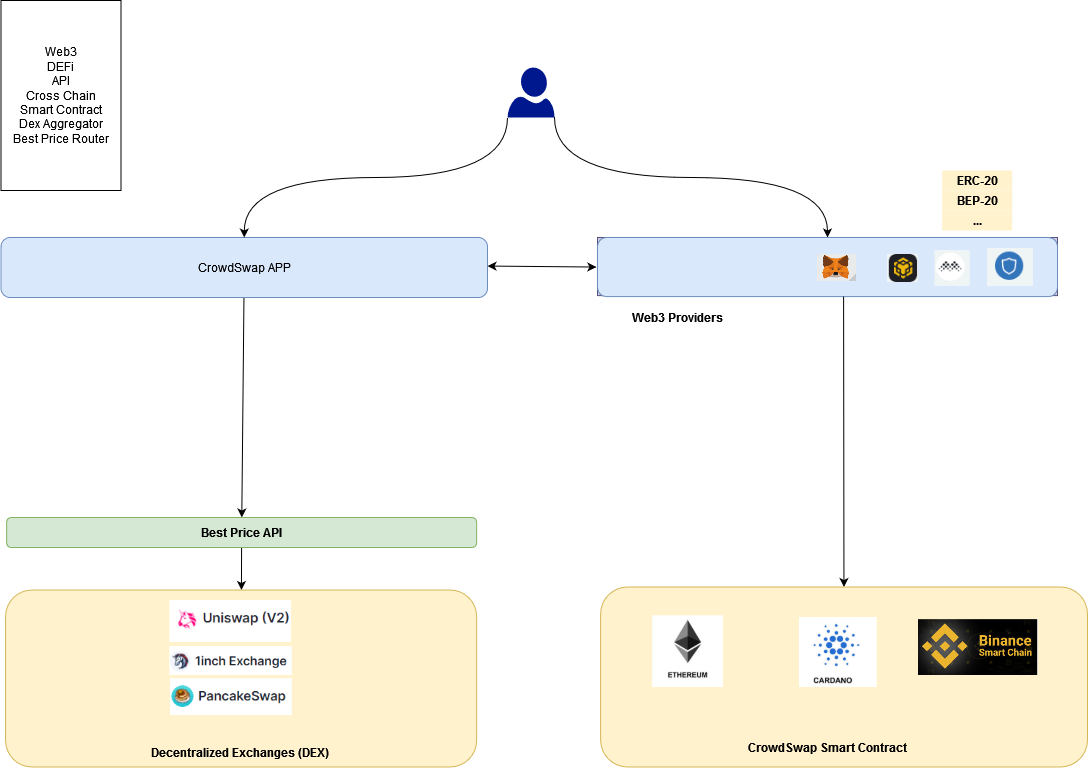 Web3
DEFi
API
Cross Chain
Smart Contract
Dex Aggregator
Best Price Router
ERC-20
BEP-20
...
CrowdSwap APP
Web3 Providers
Best Price API
Uniswap (V2)
1inch Exchange
PancakeSwap
Decentralized Exchanges (DEX)
ETHEREUM
CARDANO
Binance
Smart Chain
CrowdSwap Smart Contract